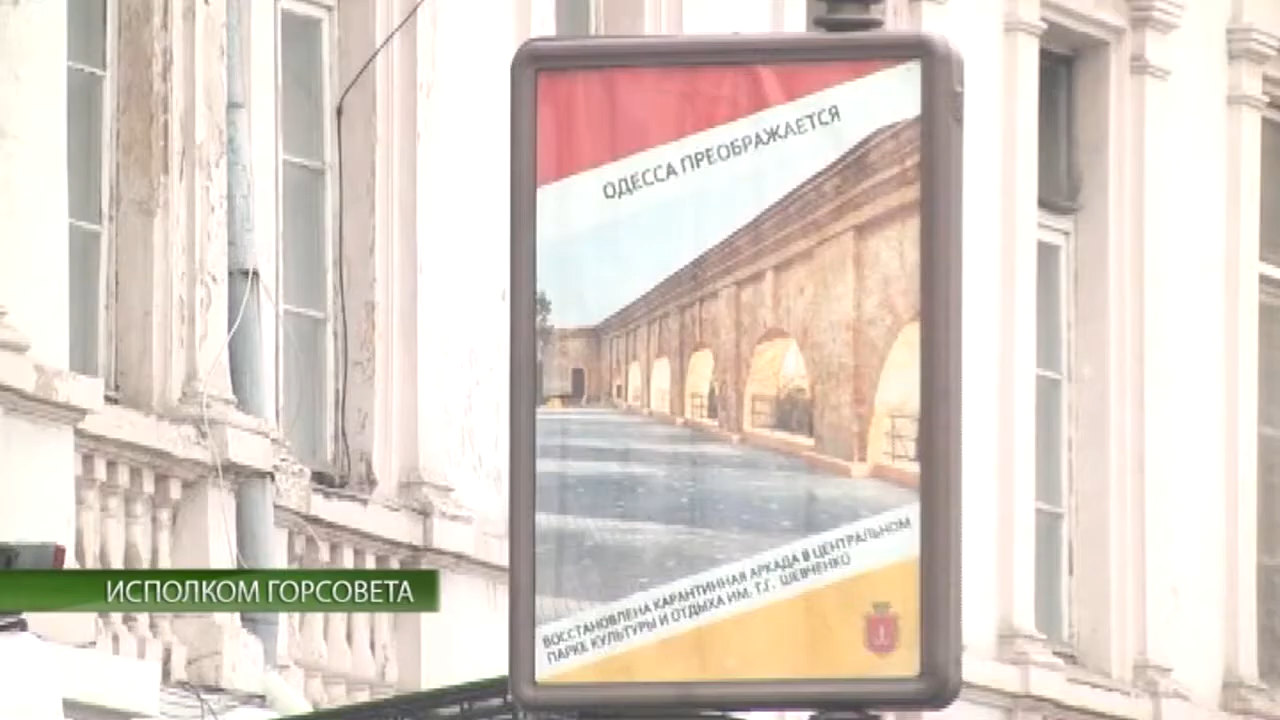 ОДЕССА ПРЕОБРАЖАЕТСЯ
ВОССТАНОВЛЕНА КАРАНТИННАЯ АРКАДА В ЦЕНТРАЛЬНОМ
ПАРКЕ КУЛЬТУРЫ И ОТДЫХА ИМ. Т.Г. ШЕВЧЕНКО
ИСПОЛКОМ ГОРСОВЕТА